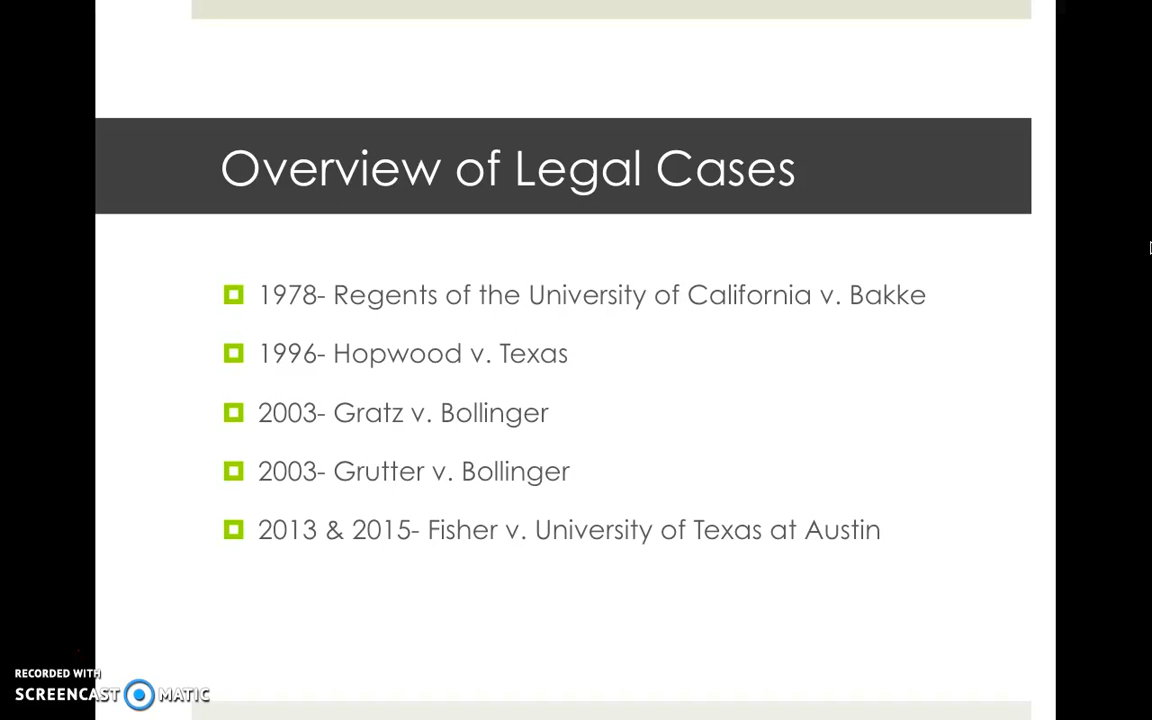 Overview of Legal Cases
1978- Regents of the University of California v. Bakke
1996- Hopwood v. Texas
2003- Gratz v. Bollinger
2003- Grutter v. Bollinger
2013 & 2015- Fisher v. University of Texas at Austin
RECORDED WITH
SCREENCAST MATIC